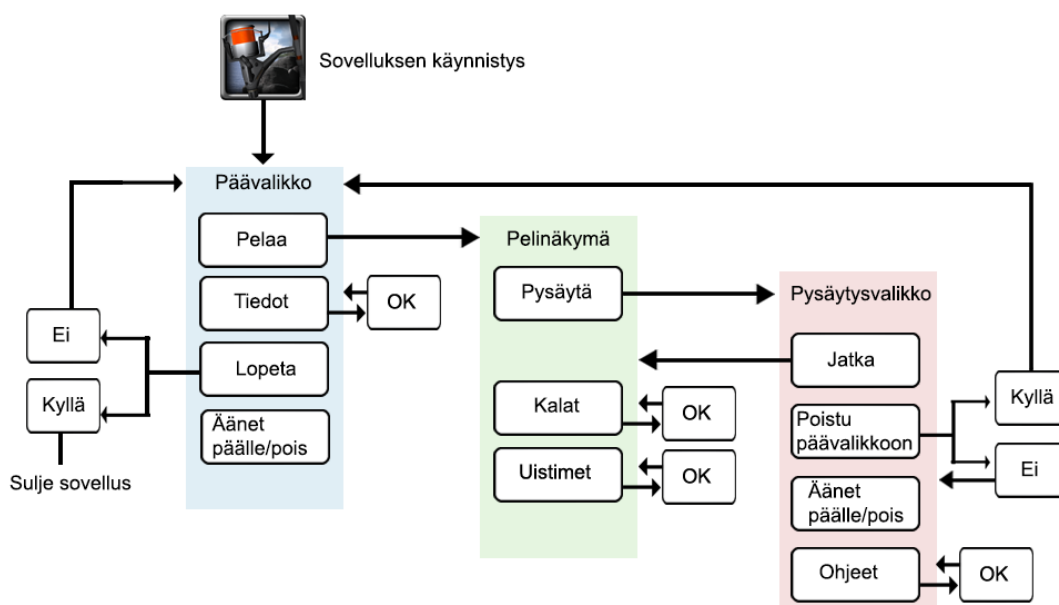 Sovelluksen käynnistys
Päävalikko
Pelaa
Tiedot
OK
Lopeta
Äänet
päälle/pois
Ei
Kyllä
Sulje sovellus
Pelinäkymä
Pysäytä
Kalat
OK
Uistimet
OK
Pysäytysvalikko
Jatka
Poistu
päävalikkoon
Kyllä
Ei
Äänet
päälle/pois
Ohjeet
OK